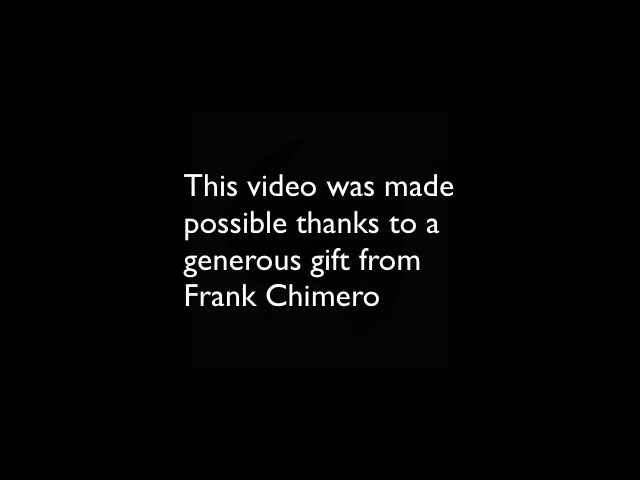 This video was made
possible thanks to a
generous gift from
Frank Chimero